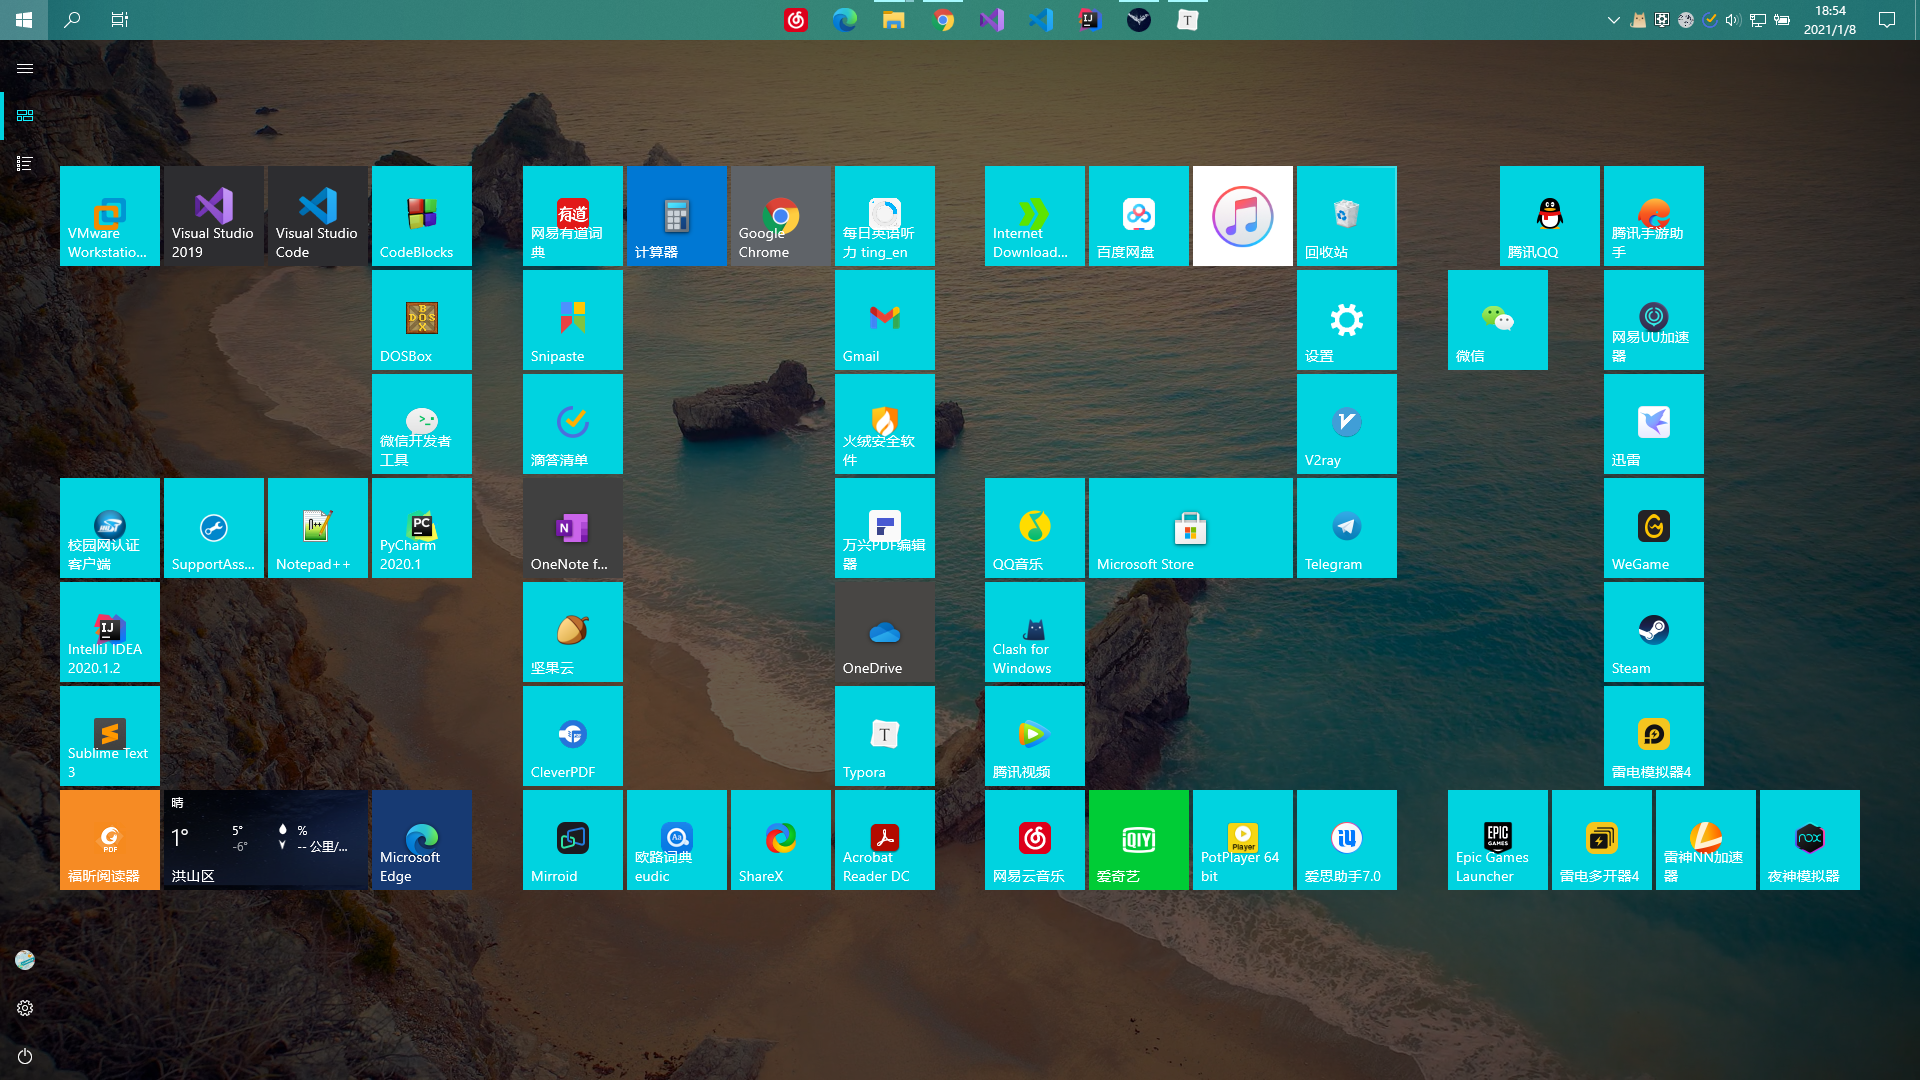 18:54
2021/1/8
VMware
Workstatio...
Visual Studio
2019
Visual Studio
Code
CodeBlocks
有道
网易有道词
典
计算器
Google
Chrome
每日英语听
力 ting_en
Internet
Download...
百度网盘
回收站
腾讯QQ
腾讯手游助
手
DOSBox
Snipaste
Gmail
设置
微信
网易UU加速
器
微信开发者
工具
滴答清单
火绒安全软
件
V2ray
迅雷
校园网认证
客户端
SupportAss...
Notepad++
PC
PyCharm
2020.1
N
OneNote f...
万兴PDF编辑
器
QQ音乐
Microsoft Store
Telegram
WeGame
IJ
IntelliJ IDEA
2020.1.2
坚果云
OneDrive
Clash for
Windows
Steam
Sublime Text
3
CleverPDF
T
Typora
腾讯视频
雷电模拟器4
PDF
福昕阅读器
晴
1°
5°
-6°
%
-- 公里/...
洪山区
Microsoft
Edge
Mirroid
Aa
欧路词典
eudic
ShareX
Acrobat
Reader DC
网易云音乐
QIY
爱奇艺
Player
PotPlayer 64
bit
爱思助手7.0
EPIC
GAMES
Epic Games
Launcher
雷电多开器4
雷神NN加速
器
nox
夜神模拟器